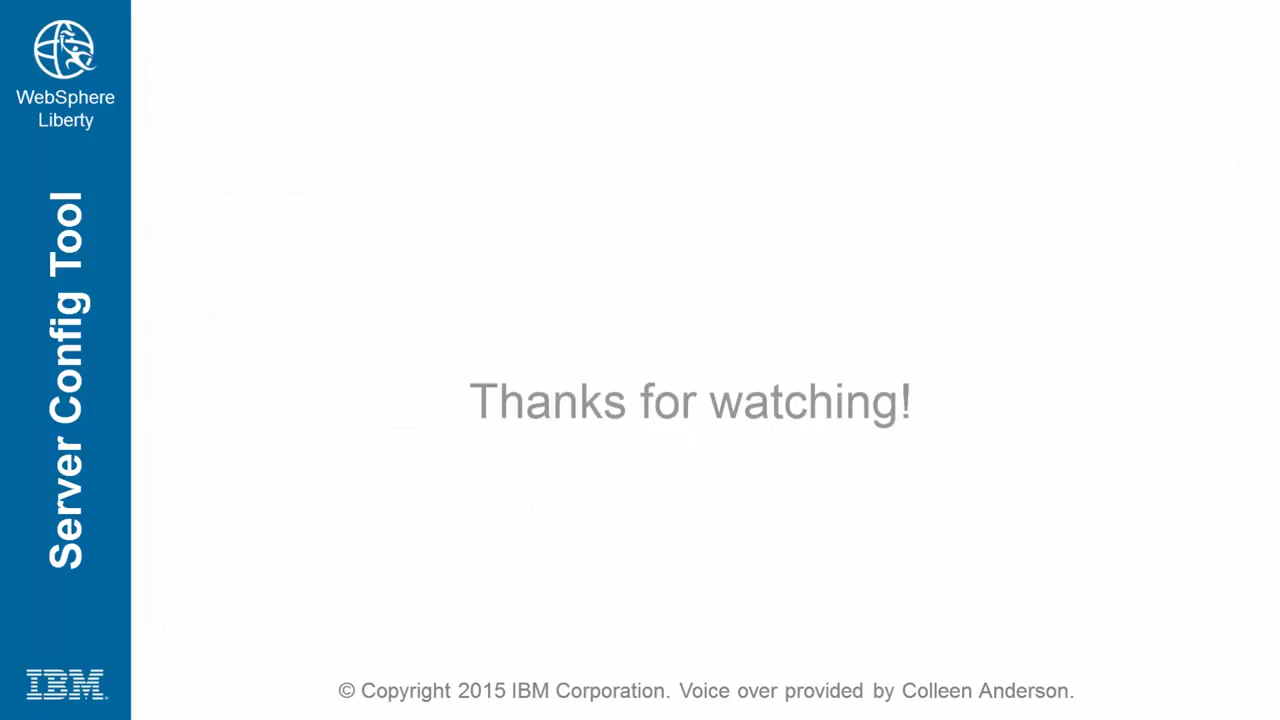 WebSphere
Liberty
Server Config Tool
IBM
Thanks for watching!
© Copyright 2015 IBM Corporation. Voice over provided by Colleen Anderson.